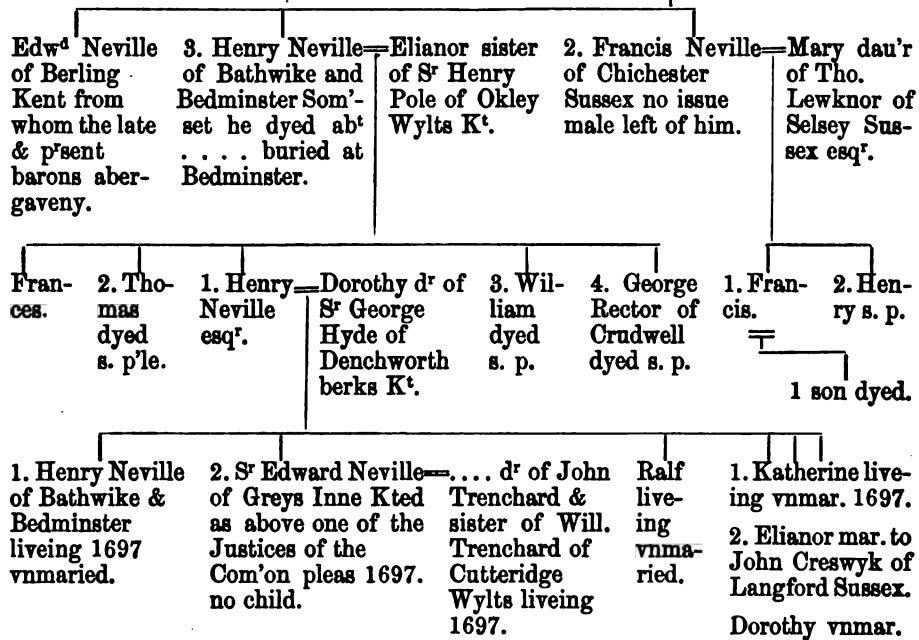 Edwᵈ Neville
of Berling
Kent from
whom the late
& pʳsent
barons aber-
gaveny.
3. Henry Neville=Elianor sister
of Bathwike and
Bedminster Som'-
set he dyed abᵗ
. . . . buried at
Bedminster.
of Sʳ Henry
Pole of Okley
Wylts Kᵗ.
2. Francis Neville=Mary dau'r
of Chichester
Sussex no issue
male left of him.
of Tho.
Lewknor of
Selsey Sus-
sex esqʳ.
Fran-
ces.
2. Tho-
mas
dyed
s. p'le.
1. Henry=Dorothy dʳ of
Neville
esqʳ.
Sʳ George
Hyde of
Denchworth
berks Kᵗ.
3. Wil-
liam
dyed
s. p.
4. George
Rector of
Crudwell
dyed s. p.
1. Fran-
cis.
2. Hen-
ry s. p.
1 son dyed.
1. Henry Neville
of Bathwike &
Bedminster
liveing 1697
vnmaried.
2. Sʳ Edward Neville=.... dʳ of John
of Greys Inne Kted
as above one of the
Justices of the
Com'on pleas 1697.
no child.
Trenchard &
sister of Will.
Trenchard of
Cutteridge
Wylts liveing
1697.
Ralf
live-
ing
vnma-
ried.
1. Katherine live-
ing vnmar. 1697.
2. Elianor mar. to
John Creswyk of
Langford Sussex.
Dorothy vnmar.